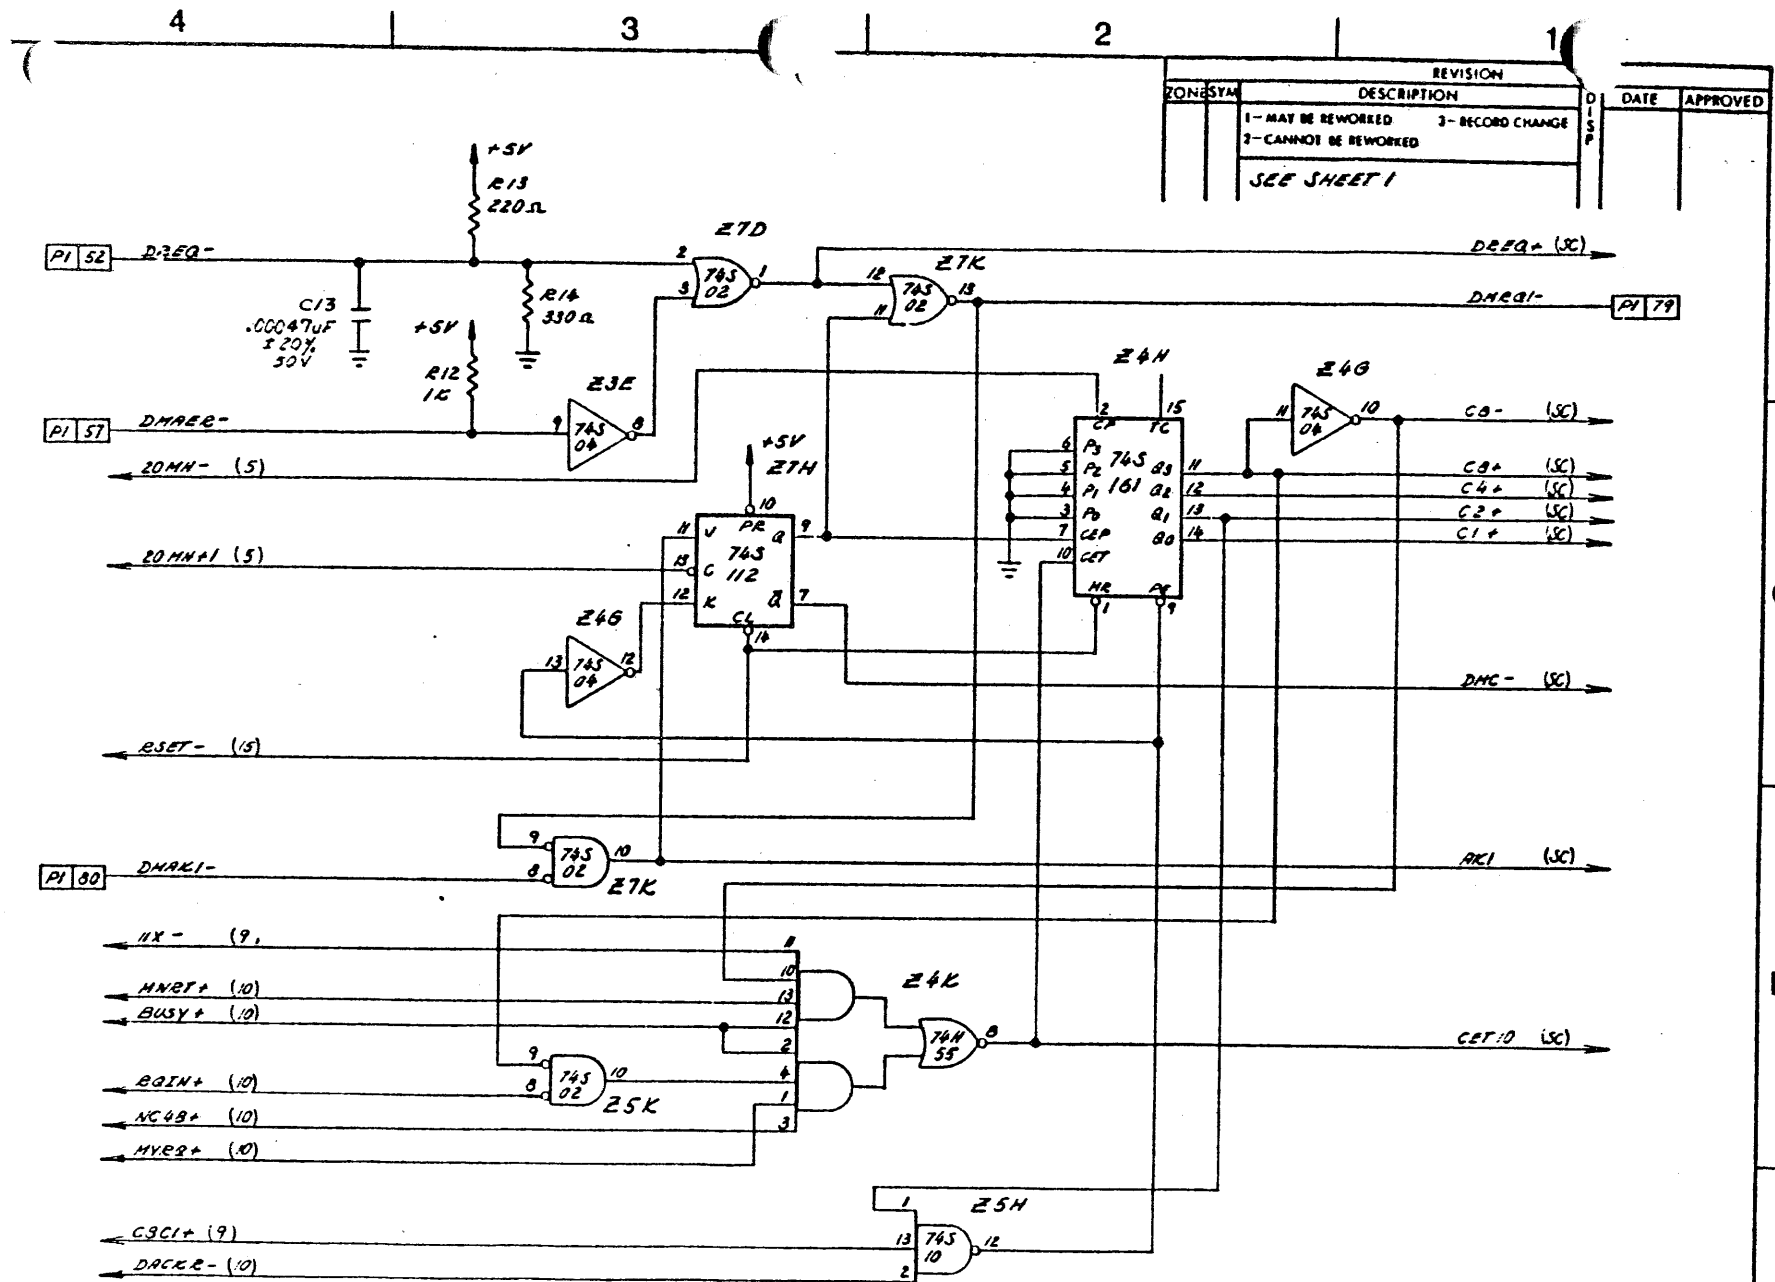 4 3 2 1
REVISION
ZONE SYM DESCRIPTION DISP DATE APPROVED
1-MAY BE REWORKED 3-RECORD CHANGE
2-CANNOT BE REWORKED
SEE SHEET 1
+5V
R13
220Ω
P1 52 DREQ-
C13
.00047uF
±20%
50V
R14
330Ω
+5V
R12
1K
Z7D
2 3 74S 02 1
Z7K
12 11 74S 02 13
DREQ+ (SC)
DMRQ1- P1 79
P1 57 DMAER-
Z3E
9 74S 04 8
20MN- (5)
Z4H
2 15
CP TC
6 P3 74S Q3 11
5 P2 161 Q2 12
4 P1 Q1 13
3 P0 Q0 14
7 CEP
10 CET
MR PE
1 9
Z4G
11 74S 04 10
C8- (SC)
C8+ (SC)
C4+ (SC)
C2+ (SC)
C1+ (SC)
+5V
Z7H
10
PR
11 J Q 9
74S
13 C 112
12 K Q̄ 7
CL
14
20MN+1 (5)
Z4G
13 74S 04 12
DMC- (SC)
RSET- (15)
P1 80 DMAK1-
9 8 74S 02 10
Z7K
AK1 (SC)
11X- (9)
MNRT+ (10)
BUSY+ (10)
11
10
13
12
2
4
1
3
Z4K
74H 55 8
CET10 (SC)
9 8 74S 02 10
Z5K
RQIN+ (10)
NC48+ (10)
MVRQ+ (10)
Z5H
1
13 74S 10 12
2
CSC1+ (9)
DACKR- (10)